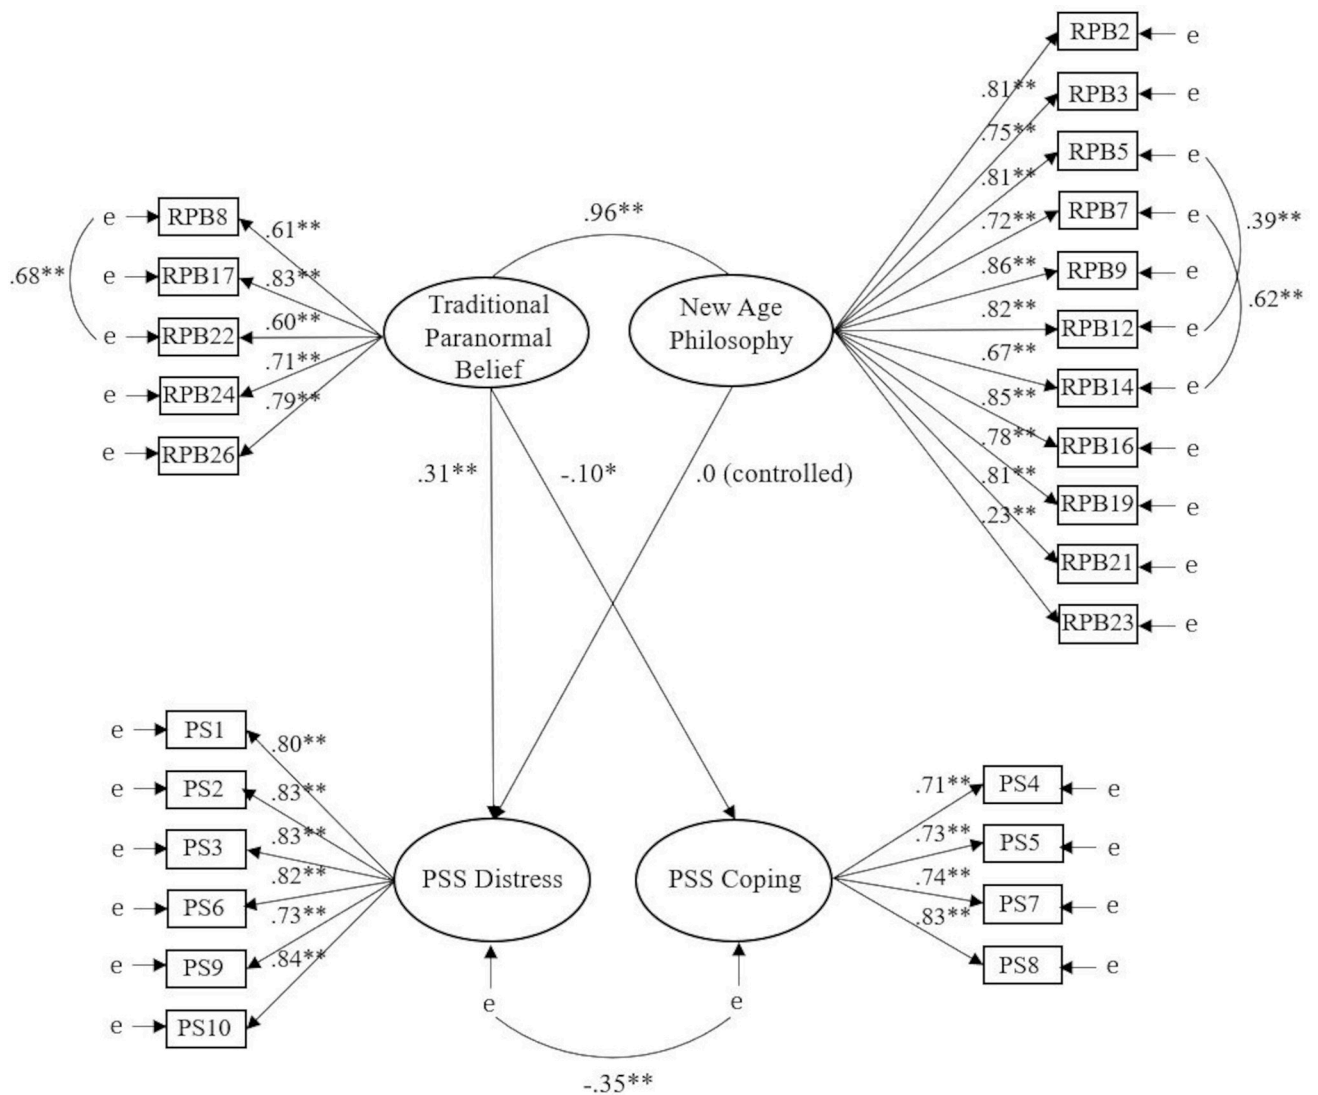 RPB2
e
.81**
RPB3
e
.75**
RPB5
e
.81**
RPB7
e
.72**
.39**
RPB9
e
.86**
.62**
RPB12
e
.82**
RPB14
e
.67**
RPB16
e
.85**
RPB19
e
.78**
RPB21
e
.81**
RPB23
e
.23**
e
RPB8
.61**
.68**
e
RPB17
.83**
e
RPB22
.60**
e
RPB24
.71**
e
RPB26
.79**
.96**
Traditional
Paranormal
Belief
New Age
Philosophy
.31**
-.10*
.0 (controlled)
e
PS1
.80**
e
PS2
.83**
e
PS3
.83**
e
PS6
.82**
e
PS9
.73**
e
PS10
.84**
PSS Distress
PSS Coping
.71**
PS4
e
.73**
PS5
e
.74**
PS7
e
.83**
PS8
e
e
e
-.35**